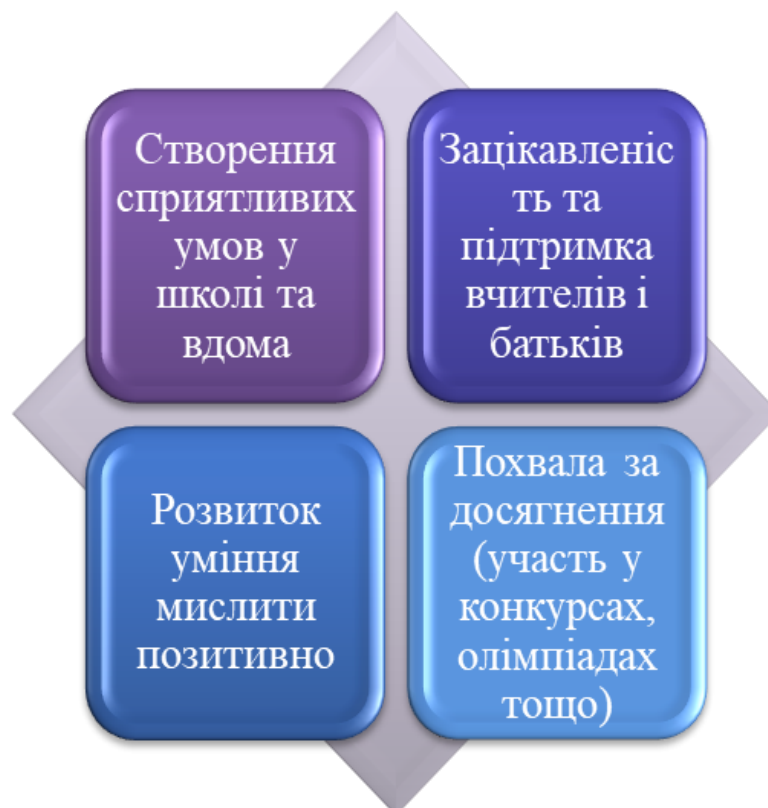 Створення
сприятливих
умов у
школі та
вдома
Зацікавленіс
ть та
підтримка
вчителів і
батьків
Розвиток
уміння
мислити
позитивно
Похвала за
досягнення
(участь у
конкурсах,
олімпіадах
тощо)